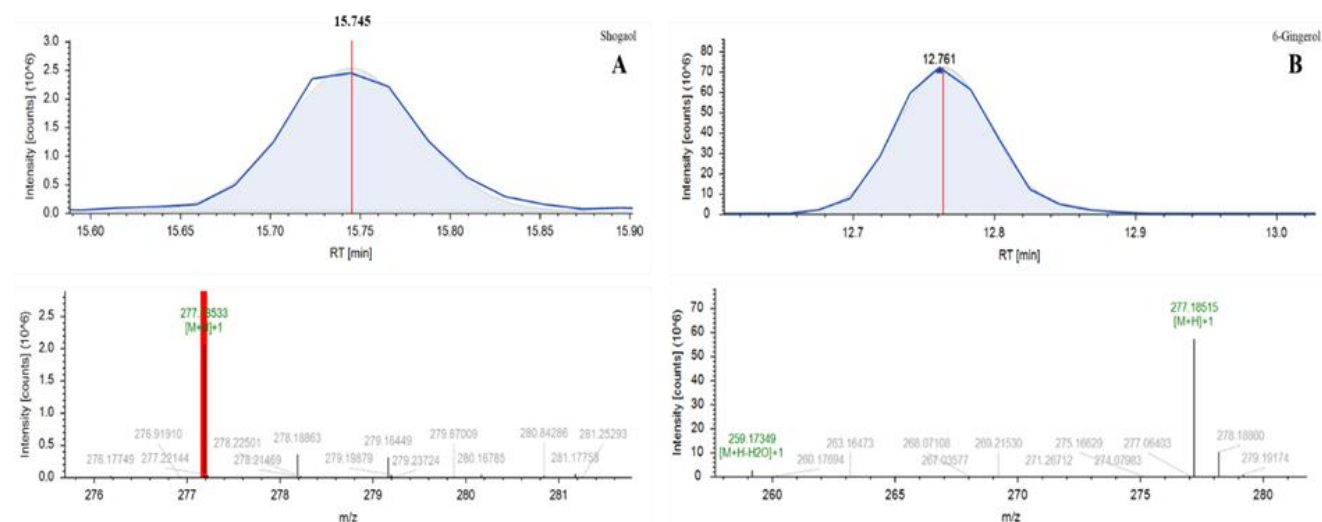 15.745
Shogaol
A
Intensity [counts] (10^6)
3.0
2.5
2.0
1.5
1.0
0.5
0.0
15.60 15.65 15.70 15.75 15.80 15.85 15.90
RT [min]
6-Gingerol
B
12.761
Intensity [counts] (10^6)
80
70
60
50
40
30
20
10
0
12.7 12.8 12.9 13.0
RT [min]
Intensity [counts] (10^6)
2.5
2.0
1.5
1.0
0.5
0.0
[M+H]+1
276.91910 278.22501 278.18863 279.16449 279.67009 280.84286 281.25293
276.17749 277.22144 278.21469 279.19879 279.23724 280.16785 281.17758
276 277 278 279 280 281
m/z
Intensity [counts] (10^6)
70
60
50
40
30
20
10
0
277.18515
[M+H]+1
259.17349
[M+H-H2O]+1
263.16473 268.07108 269.21530 275.16629 277.06403 278.18800
260.17694 267.03577 271.26712 274.07983 279.19174
260 265 270 275 280
m/z